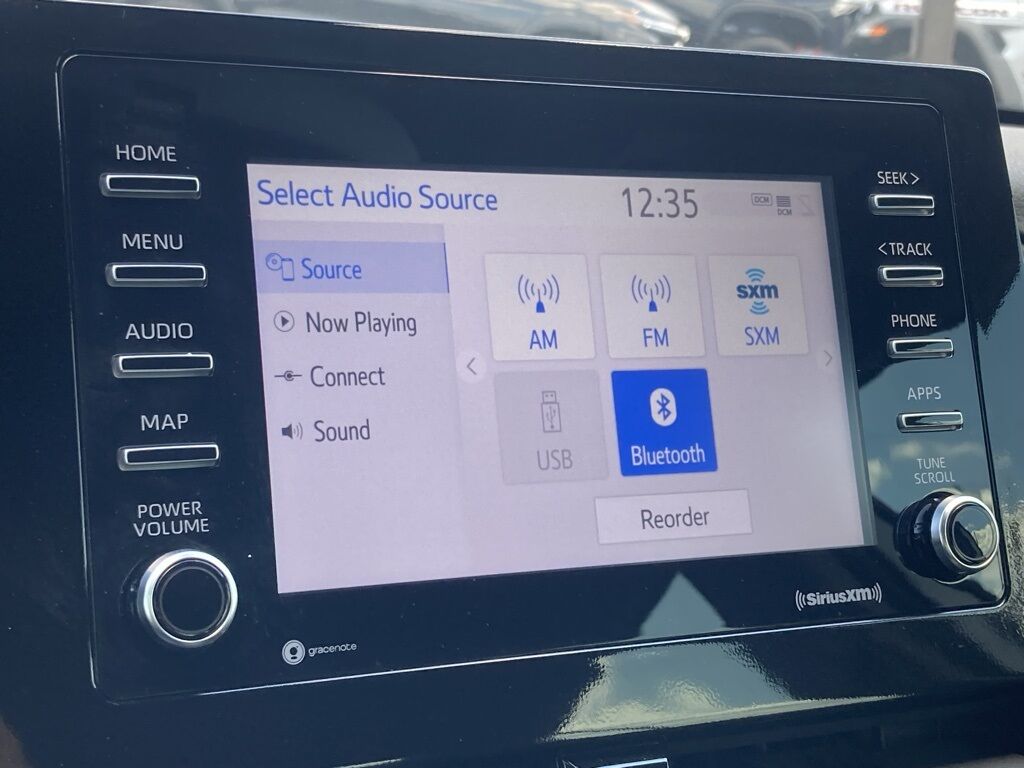 HOME
MENU
AUDIO
MAP
POWER
VOLUME
Select Audio Source
12:35
DCM
DCM
Source
Now Playing
Connect
Sound
AM
FM
sxm
SXM
USB
Bluetooth
Reorder
SEEK >
< TRACK
PHONE
APPS
TUNE
SCROLL
gracenote
((SiriusXM))